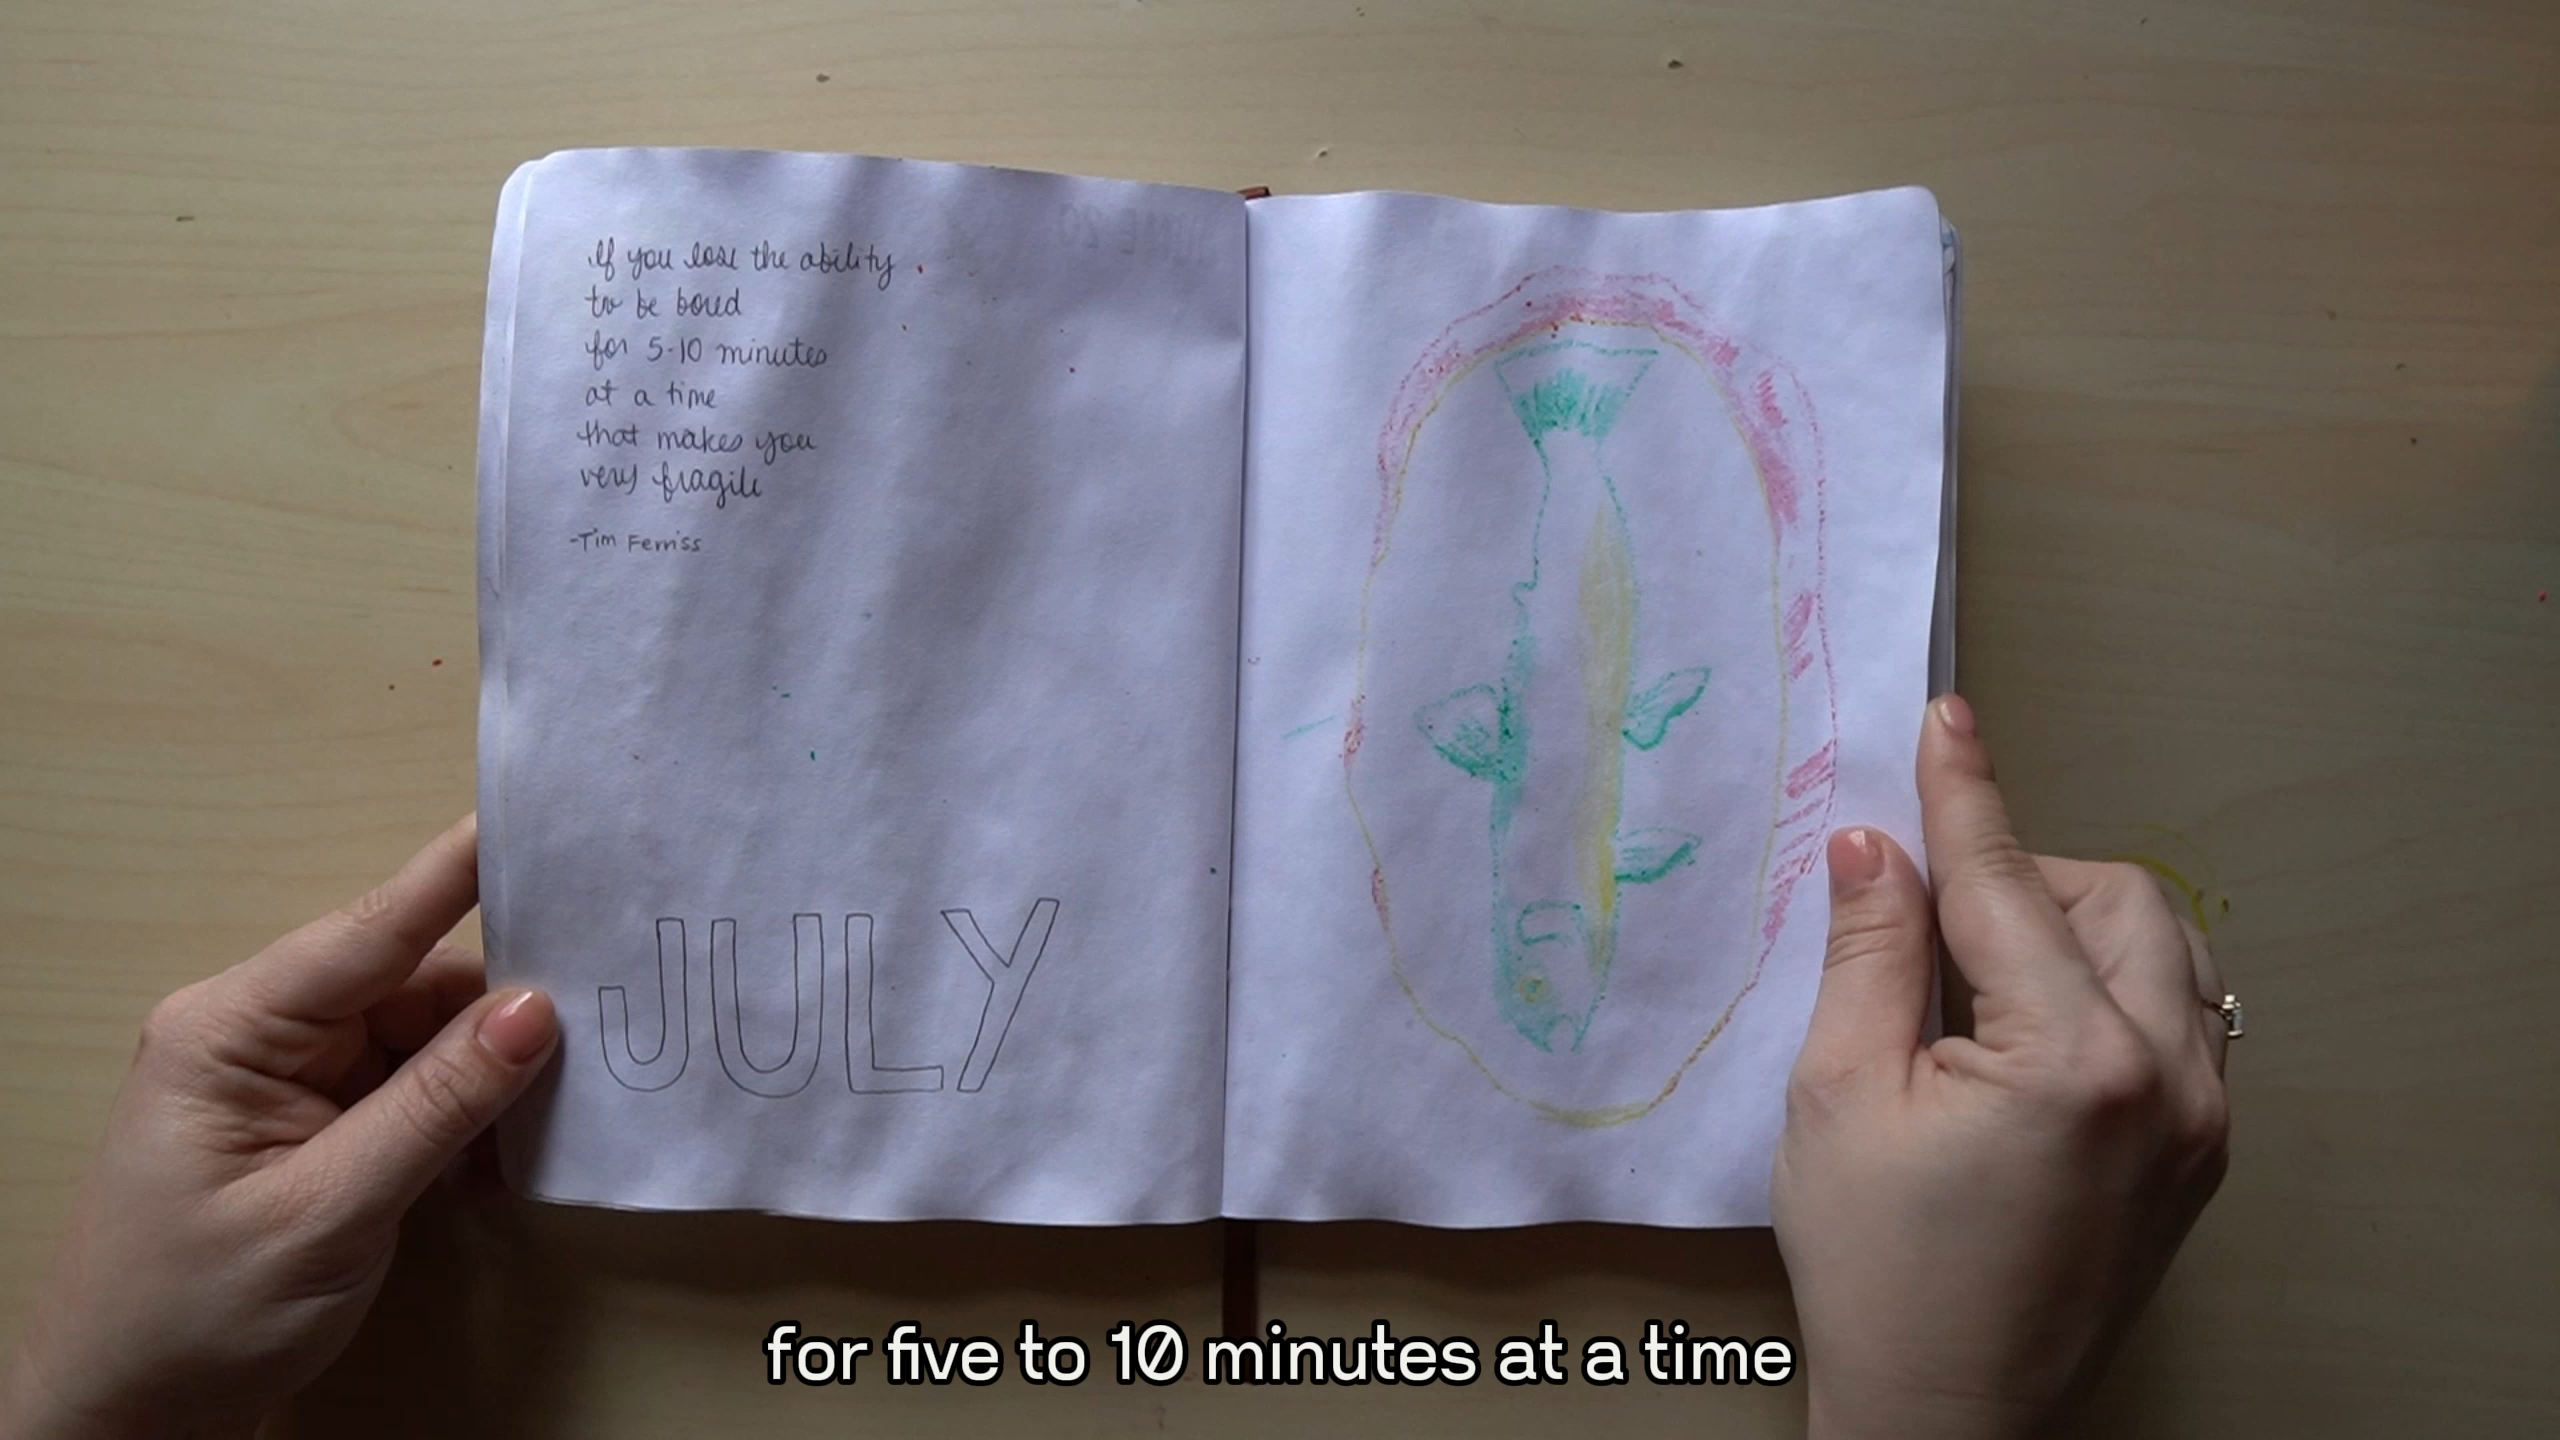 If you lose the ability
to be bored
for 5-10 minutes
at a time
that makes you
very fragile
-Tim Ferriss
JULY
for five to 10 minutes at a time